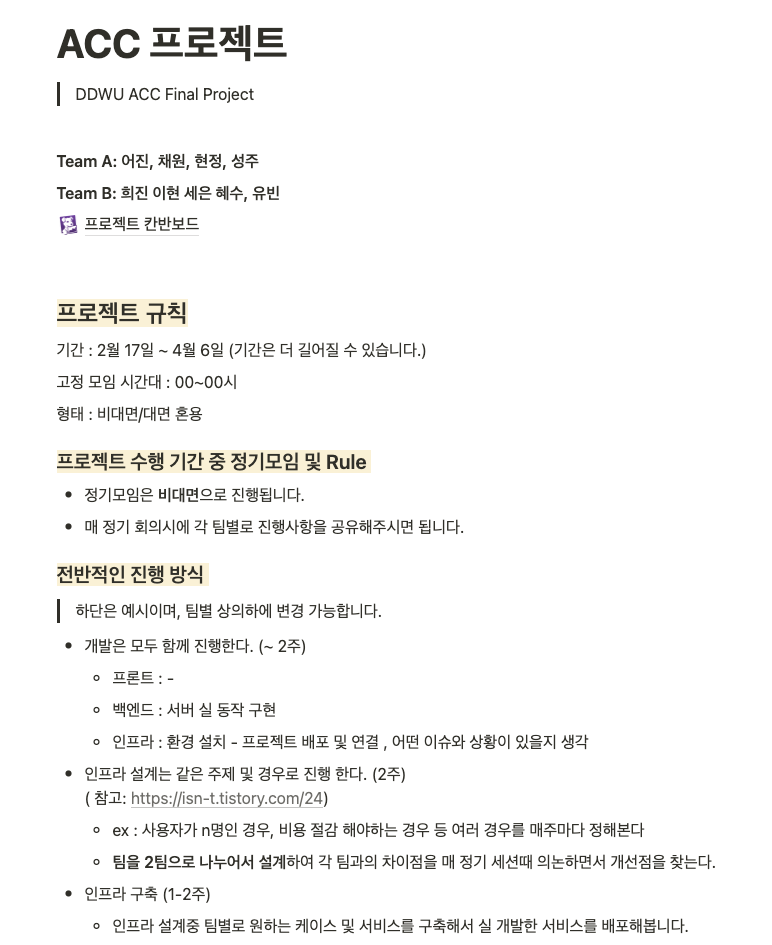 ACC 프로젝트
DDWU ACC Final Project
Team A: 어진, 채원, 현정, 성주
Team B: 희진 이현 세은 혜수, 유빈
프로젝트 칸반보드
프로젝트 규칙
기간 : 2월 17일 ~ 4월 6일 (기간은 더 길어질 수 있습니다.)
고정 모임 시간대 : 00~00시
형태 : 비대면/대면 혼용
프로젝트 수행 기간 중 정기모임 및 Rule
• 정기모임은 비대면으로 진행됩니다.
• 매 정기 회의시에 각 팀별로 진행사항을 공유해주시면 됩니다.
전반적인 진행 방식
하단은 예시이며, 팀별 상의하에 변경 가능합니다.
• 개발은 모두 함께 진행한다. (~ 2주)
◦ 프론트 : -
◦ 백엔드 : 서버 실 동작 구현
◦ 인프라 : 환경 설치 - 프로젝트 배포 및 연결 , 어떤 이슈와 상황이 있을지 생각
• 인프라 설계는 같은 주제 및 경우로 진행 한다. (2주)
( 참고: https://isn-t.tistory.com/24)
◦ ex : 사용자가 n명인 경우, 비용 절감 해야하는 경우 등 여러 경우를 매주마다 정해본다
◦ 팀을 2팀으로 나누어서 설계하여 각 팀과의 차이점을 매 정기 세션때 의논하면서 개선점을 찾는다.
• 인프라 구축 (1-2주)
◦ 인프라 설계중 팀별로 원하는 케이스 및 서비스를 구축해서 실 개발한 서비스를 배포해봅니다.